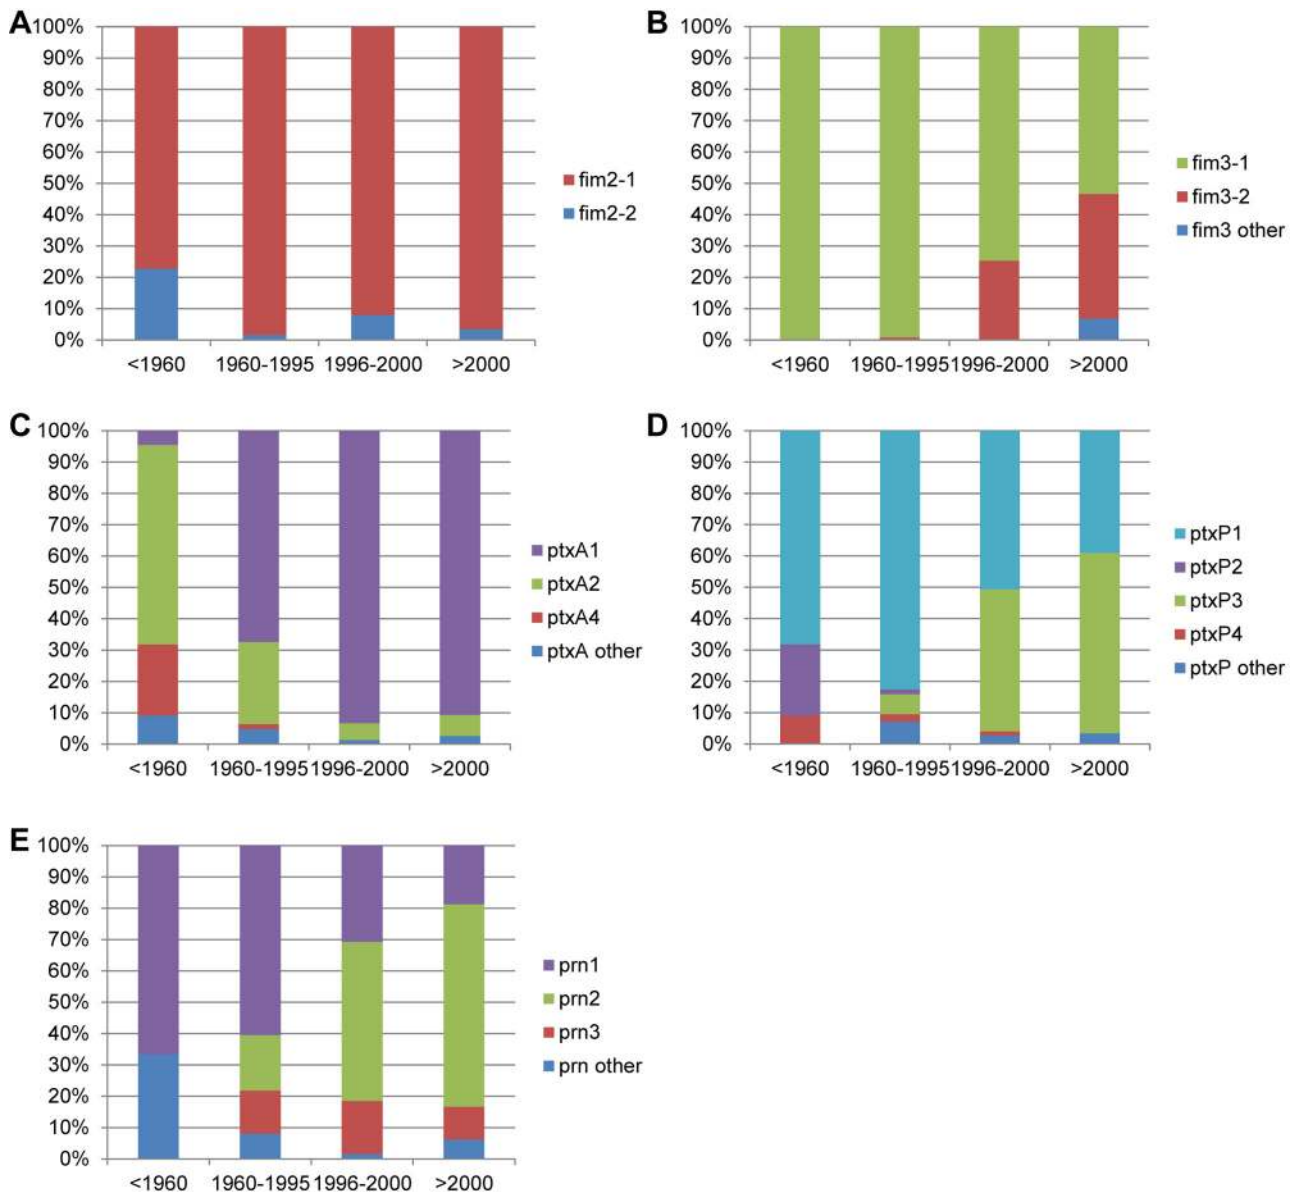 A
100%
90%
80%
70%
60%
50%
40%
30%
20%
10%
0%
<1960 1960-1995 1996-2000 >2000
fim2-1
fim2-2
B
100%
90%
80%
70%
60%
50%
40%
30%
20%
10%
0%
<1960 1960-1995 1996-2000 >2000
fim3-1
fim3-2
fim3 other
C
100%
90%
80%
70%
60%
50%
40%
30%
20%
10%
0%
<1960 1960-1995 1996-2000 >2000
ptxA1
ptxA2
ptxA4
ptxA other
D
100%
90%
80%
70%
60%
50%
40%
30%
20%
10%
0%
<1960 1960-1995 1996-2000 >2000
ptxP1
ptxP2
ptxP3
ptxP4
ptxP other
E
100%
90%
80%
70%
60%
50%
40%
30%
20%
10%
0%
<1960 1960-1995 1996-2000 >2000
prn1
prn2
prn3
prn other